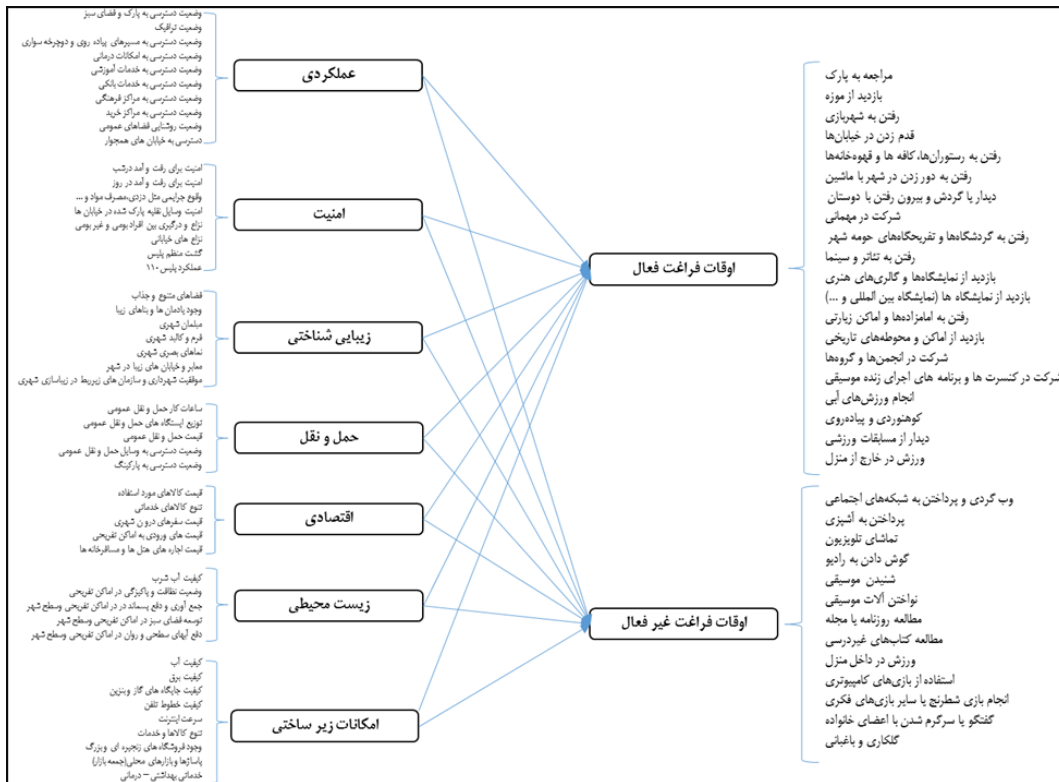 وضعیت دسترسی به پارک و فضای سبز
وضعیت ترافیک
وضعیت دسترسی به مسیرهای پیاده روی و دوچرخه سواری
وضعیت دسترسی به امکانات درمانی
وضعیت دسترسی به خدمات آموزشی
وضعیت دسترسی به خدمات بانکی
وضعیت دسترسی به مراکز فرهنگی
وضعیت دسترسی به مراکز خرید
وضعیت روشنایی فضاهای عمومی
دسترسی به خیابان های همجوار
عملکردی
امنیت برای رفت و آمد درشب
امنیت برای رفت و آمد در روز
وقوع جرایمی مثل دزدی،مصرف مواد و ...
امنیت وسایل نقلیه پارک شده در خیابان ها
نزاع و درگیری بین افراد بومی و غیر بومی
نزاع های خیابانی
گشت منظم پلیس
عملکرد پلیس ۱۱۰
امنیت
فضاهای متنوع و جذاب
وجود یادمان ها و بناهای زیبا
مبلمان شهری
فرم و کالبد شهری
نماهای بصری شهری
معابر و خیابان های زیبا در شهر
موفقیت شهرداری و سازمان های زیربط در زیباسازی شهری
زیبایی شناختی
ساعات کار حمل و نقل عمومی
توزیع ایستگاه های حمل و نقل عمومی
قیمت حمل و نقل عمومی
وضعیت دسترسی به وسایل حمل و نقل عمومی
وضعیت دسترسی به پارکینگ
حمل و نقل
قیمت کالاهای مورد استفاده
تنوع کالاهای خدماتی
قیمت سفرهای درون شهری
قیمت های ورودی به اماکن تفریحی
قیمت اجاره های هتل ها و مسافرخانه ها
اقتصادی
کیفیت آب شرب
وضعیت نظافت و پاکیزگی در اماکن تفریحی
جمع آوری و دفع پسماند در در اماکن تفریحی وسطح شهر
توسعه فضای سبز در اماکن تفریحی وسطح شهر
دفع آبهای سطحی و روان در اماکن تفریحی وسطح شهر
زیست محیطی
کیفیت آب
کیفیت برق
کیفیت جایگاه های گاز وبنزین
کیفیت خطوط تلفن
سرعت اینترنت
تنوع کالاها و خدمات
وجود فروشگاه های زنجیره ای و بزرگ
پاساژها و بازارهای محلی(جمعه بازار)
خدماتی بهداشتی – درمانی
امکانات زیر ساختی
اوقات فراغت فعال
مراجعه به پارک
بازدید از موزه
رفتن به شهربازی
قدم زدن در خیابان‌ها
رفتن به رستوران‌ها، کافه ها و قهوه‌خانه‌ها
رفتن به دور زدن در شهر با ماشین
دیدار یا گردش و بیرون رفتن با دوستان
شرکت در مهمانی
رفتن به گردشگاه‌ها و تفریحگاه‌های حومه شهر
رفتن به تئاتر و سینما
بازدید از نمایشگاه‌ها و گالری‌های هنری
بازدید از نمایشگاه ها (نمایشگاه بین المللی و ...)
رفتن به امامزاده‌ها و اماکن زیارتی
بازدید از اماکن و محوطه‌های تاریخی
شرکت در انجمن‌ها و گروه‌ها
شرکت در کنسرت ها و برنامه های اجرای زنده موسیقی
انجام ورزش‌های آبی
کوهنوردی و پیاده‌روی
دیدار از مسابقات ورزشی
ورزش در خارج از منزل
اوقات فراغت غیر فعال
وب گردی و پرداختن به شبکه‌های اجتماعی
پرداختن به آشپزی
تماشای تلویزیون
گوش دادن به رادیو
شنیدن موسیقی
نواختن آلات موسیقی
مطالعه روزنامه یا مجله
مطالعه کتاب‌های غیردرسی
ورزش در داخل منزل
استفاده از بازی‌های کامپیوتری
انجام بازی شطرنج یا سایر بازی‌های فکری
گفتگو یا سرگرم شدن با اعضای خانواده
گلکاری و باغبانی